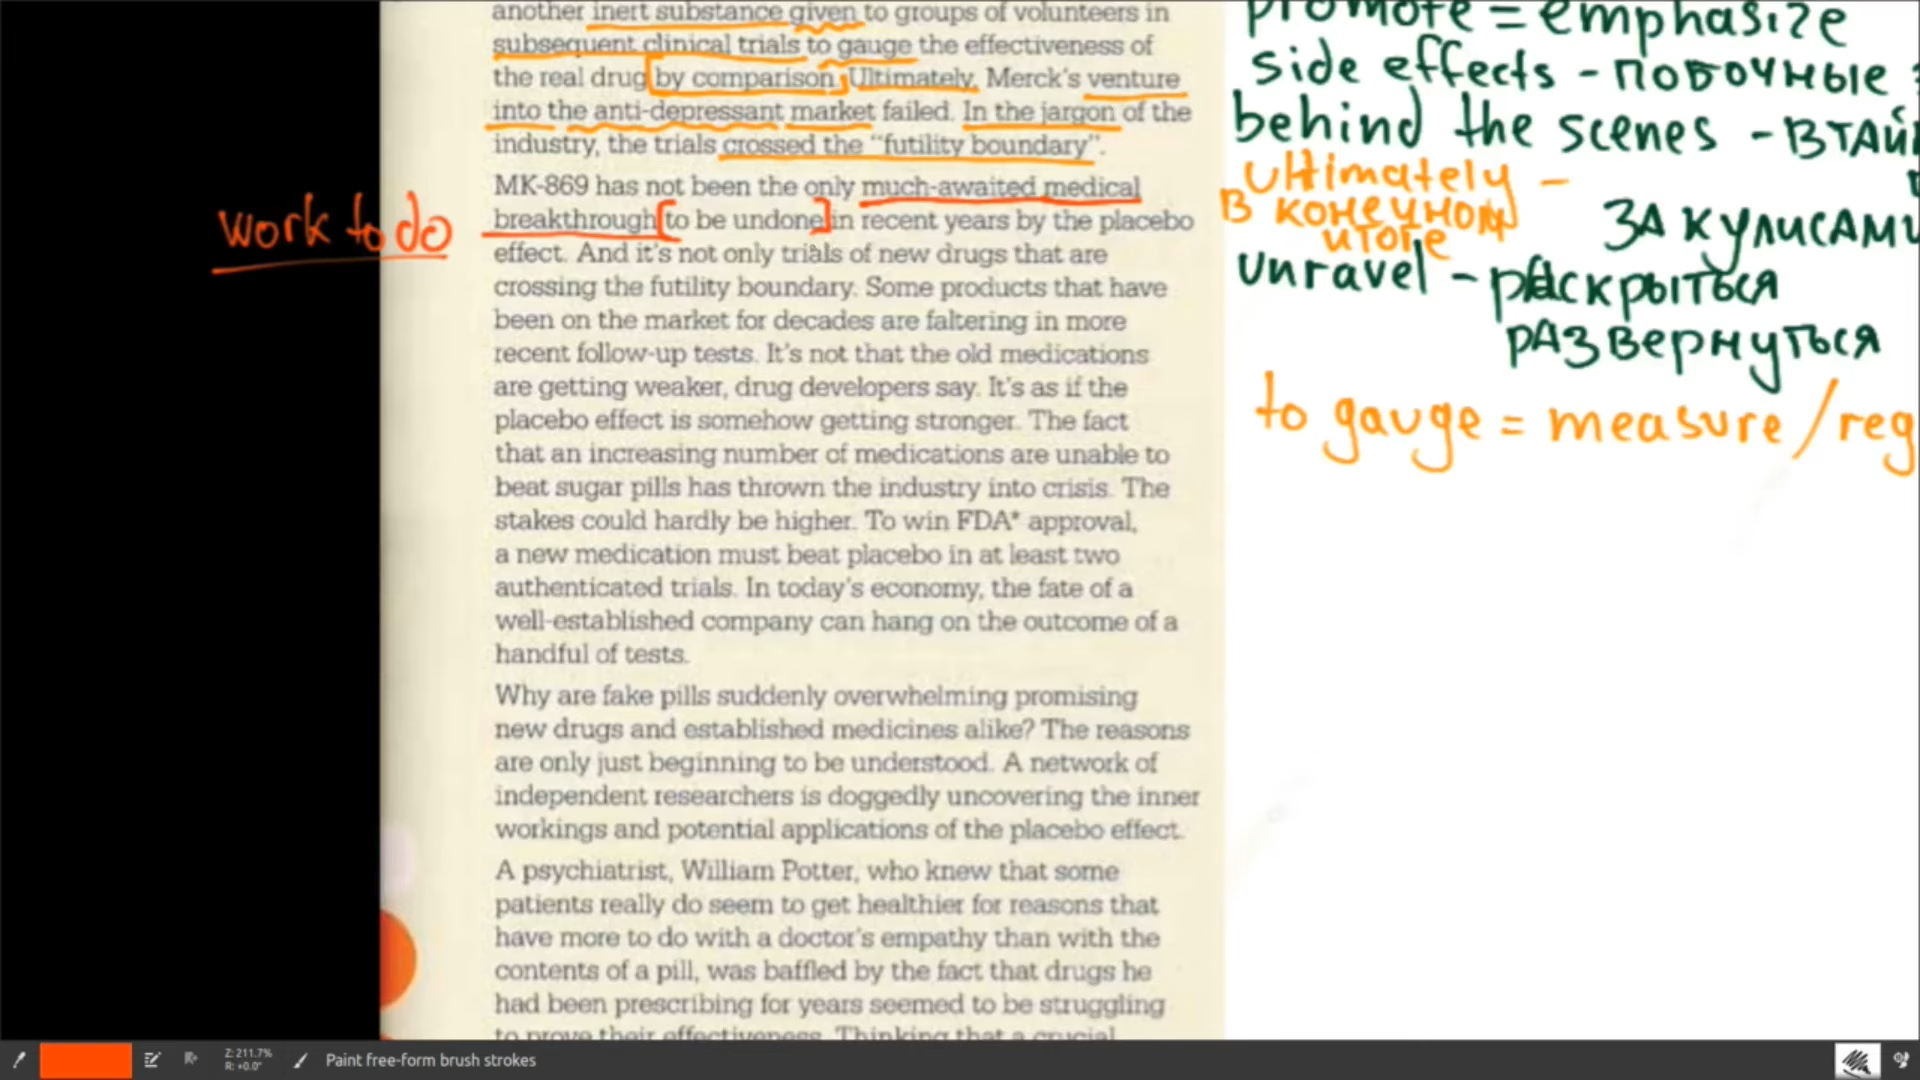 another inert substance given to groups of volunteers in
subsequent clinical trials to gauge the effectiveness of
the real drug by comparison. Ultimately, Merck's venture
into the anti-depressant market failed. In the jargon of the
industry, the trials crossed the "futility boundary".
MK-869 has not been the only much-awaited medical
breakthrough to be undone in recent years by the placebo
effect. And it's not only trials of new drugs that are
crossing the futility boundary. Some products that have
been on the market for decades are faltering in more
recent follow-up tests. It's not that the old medications
are getting weaker, drug developers say. It's as if the
placebo effect is somehow getting stronger. The fact
that an increasing number of medications are unable to
beat sugar pills has thrown the industry into crisis. The
stakes could hardly be higher. To win FDA* approval,
a new medication must beat placebo in at least two
authenticated trials. In today's economy, the fate of a
well-established company can hang on the outcome of a
handful of tests.
Why are fake pills suddenly overwhelming promising
new drugs and established medicines alike? The reasons
are only just beginning to be understood. A network of
independent researchers is doggedly uncovering the inner
workings and potential applications of the placebo effect.
A psychiatrist, William Potter, who knew that some
patients really do seem to get healthier for reasons that
have more to do with a doctor's empathy than with the
contents of a pill, was baffled by the fact that drugs he
had been prescribing for years seemed to be struggling
to prove their effectiveness. Thinking that a crucial
work to do
promote = emphasize
side effects - побочные
behind the scenes - втай
ultimately -
в конечном
итоге
за кулисами
unravel - раскрыться
развернуться
to gauge = measure / reg
Z: 211.7%
R: +0.0°
Paint free-form brush strokes